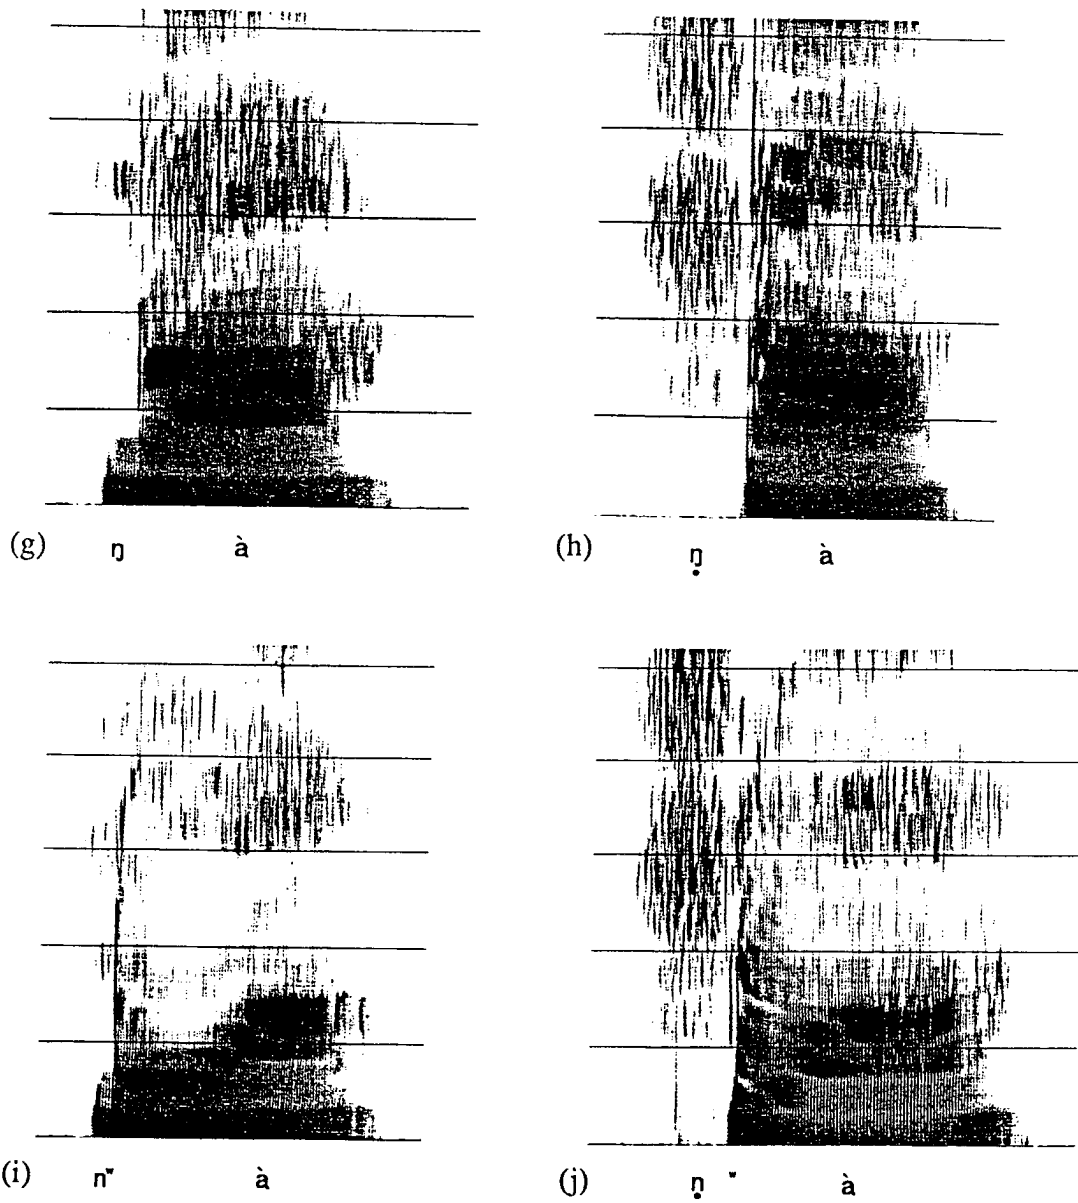 (g) ŋ à
(h) ŋ̣ à
(i) nʷ à
(j) ṇ ʷ à